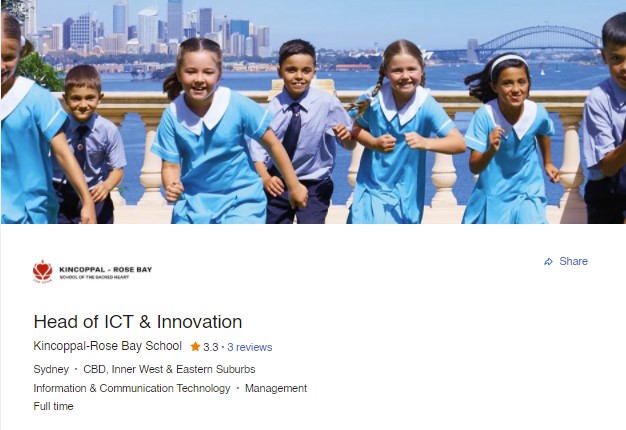 KINCOPPAL - ROSE BAY
SCHOOL OF THE SACRED HEART
Share
Head of ICT & Innovation
Kincoppal-Rose Bay School 3.3 · 3 reviews
Sydney · CBD, Inner West & Eastern Suburbs
Information & Communication Technology · Management
Full time